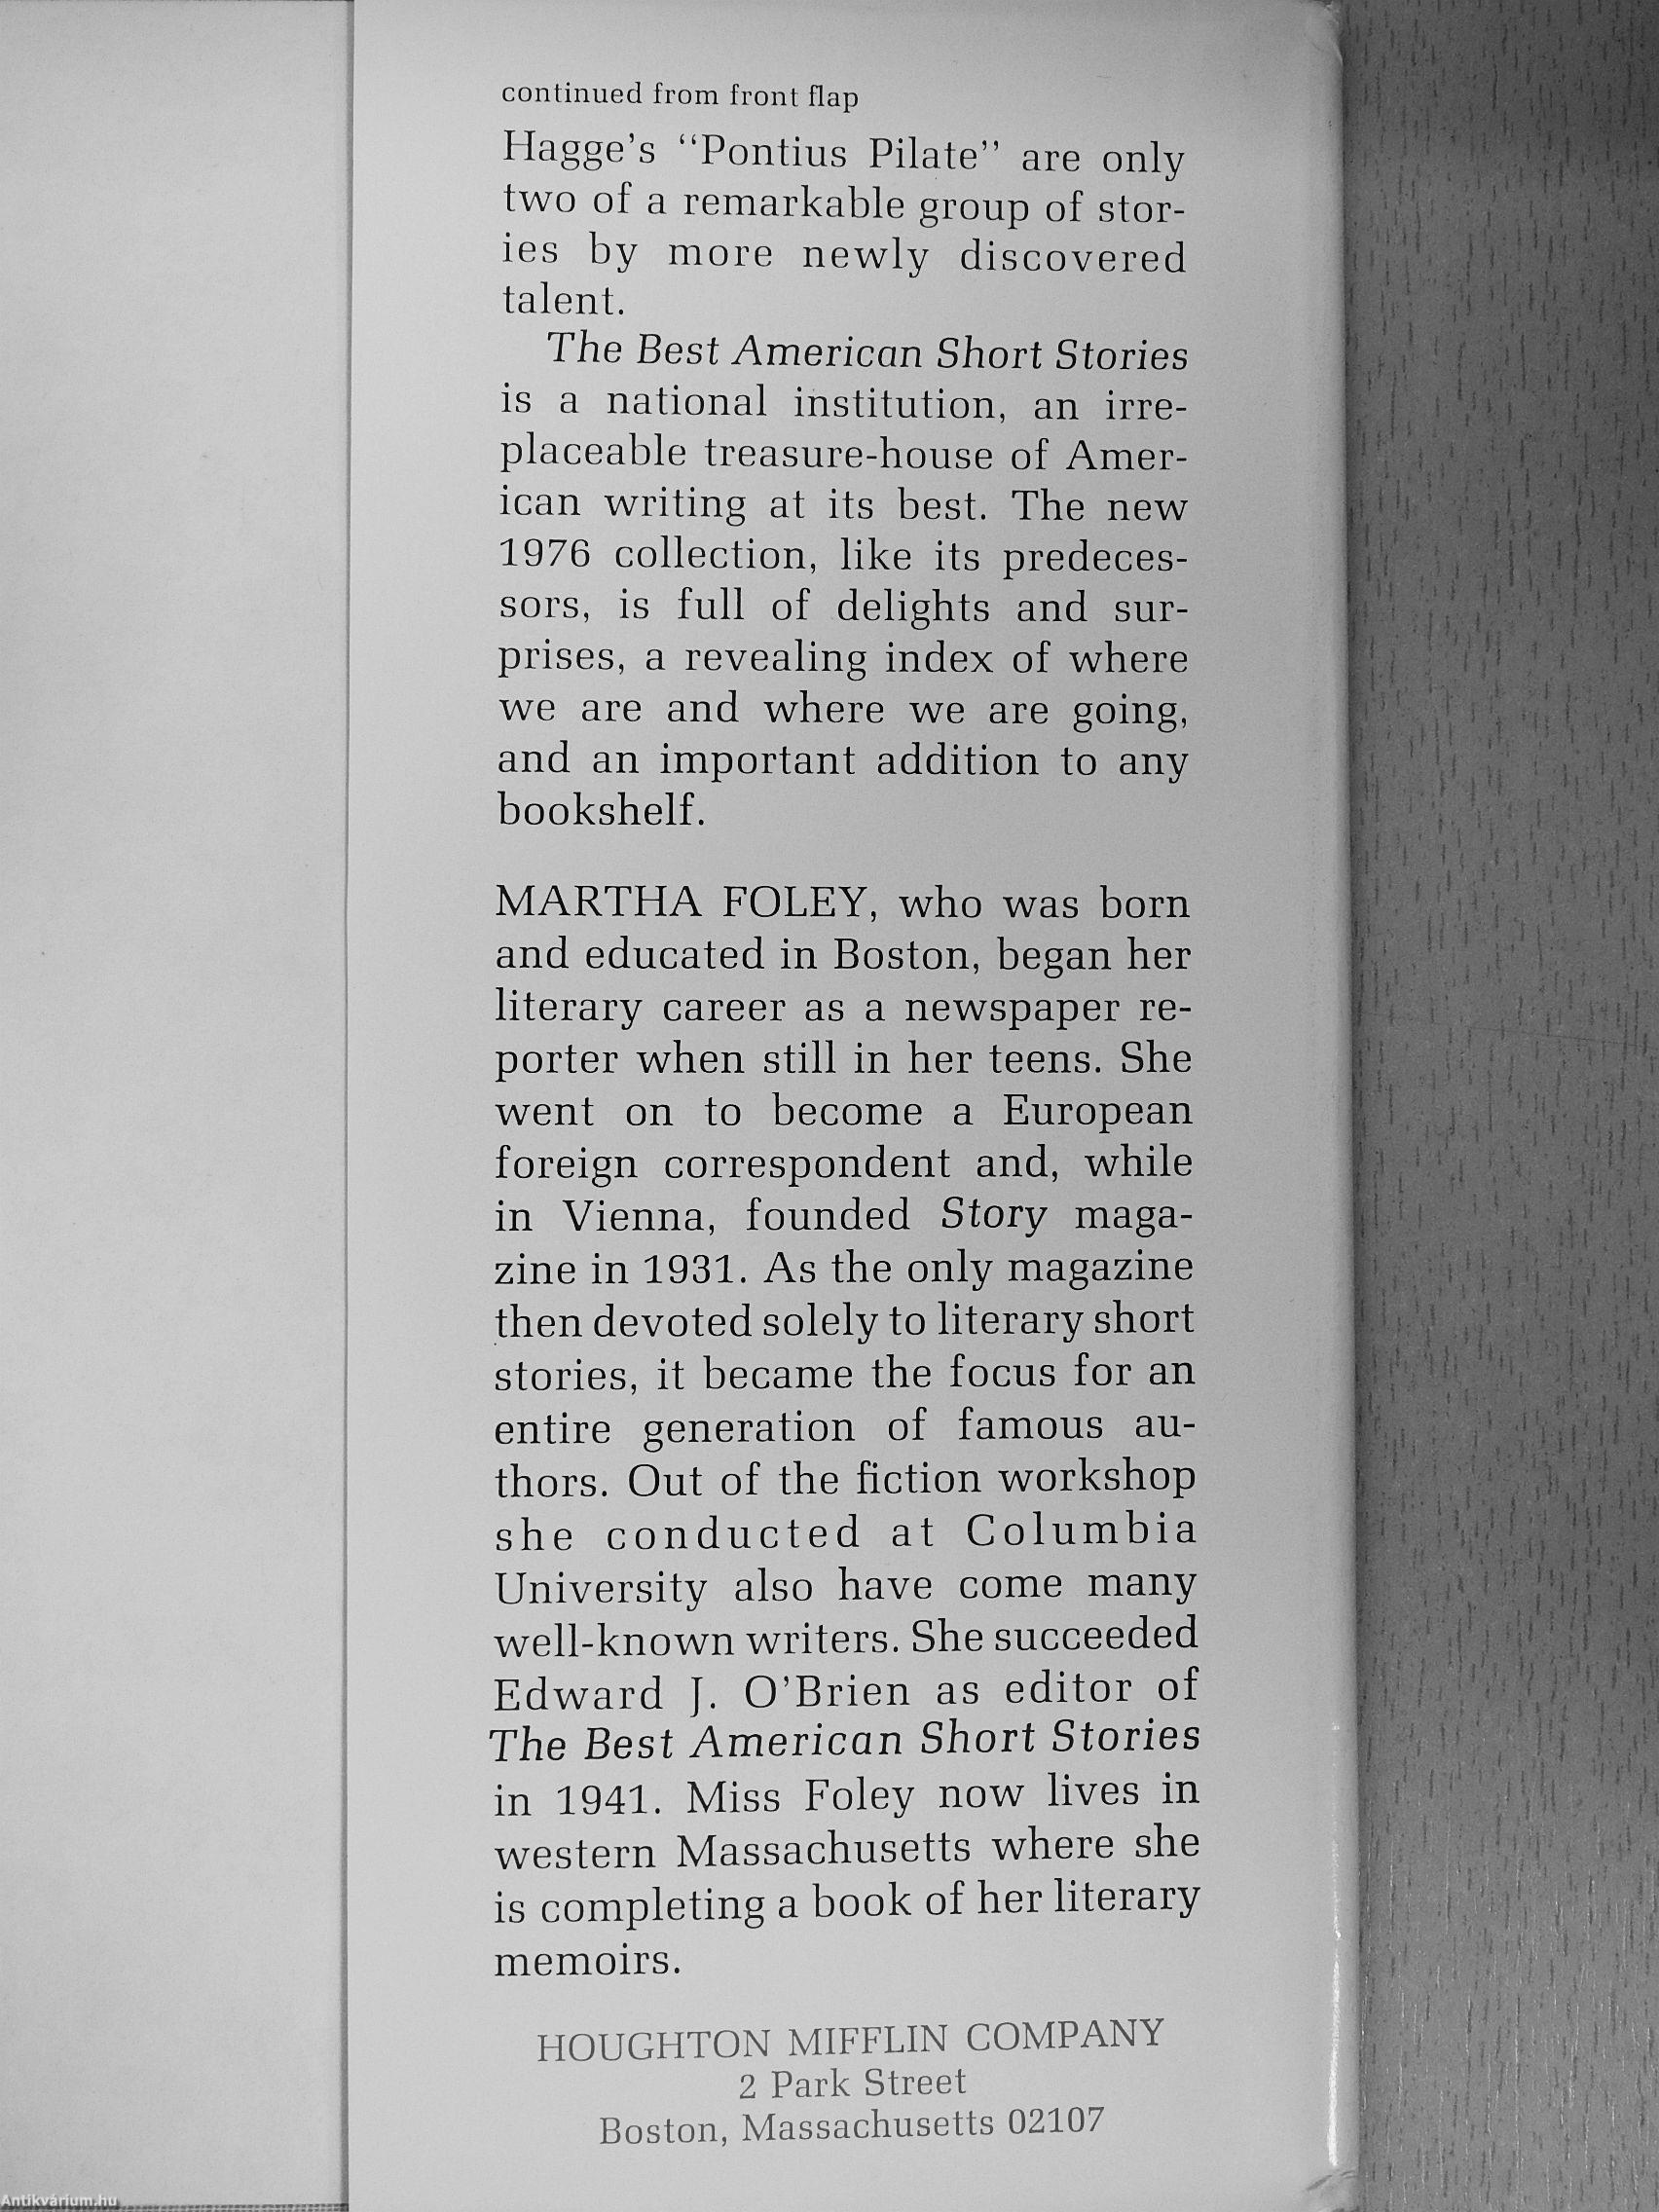 continued from front flap
Hagge's "Pontius Pilate" are only
two of a remarkable group of stor-
ies by more newly discovered
talent.
The Best American Short Stories
is a national institution, an irre-
placeable treasure-house of Amer-
ican writing at its best. The new
1976 collection, like its predeces-
sors, is full of delights and sur-
prises, a revealing index of where
we are and where we are going,
and an important addition to any
bookshelf.
MARTHA FOLEY, who was born
and educated in Boston, began her
literary career as a newspaper re-
porter when still in her teens. She
went on to become a European
foreign correspondent and, while
in Vienna, founded Story maga-
zine in 1931. As the only magazine
then devoted solely to literary short
stories, it became the focus for an
entire generation of famous au-
thors. Out of the fiction workshop
she conducted at Columbia
University also have come many
well-known writers. She succeeded
Edward J. O'Brien as editor of
The Best American Short Stories
in 1941. Miss Foley now lives in
western Massachusetts where she
is completing a book of her literary
memoirs.
HOUGHTON MIFFLIN COMPANY
2 Park Street
Boston, Massachusetts 02107
Antikvárium.hu